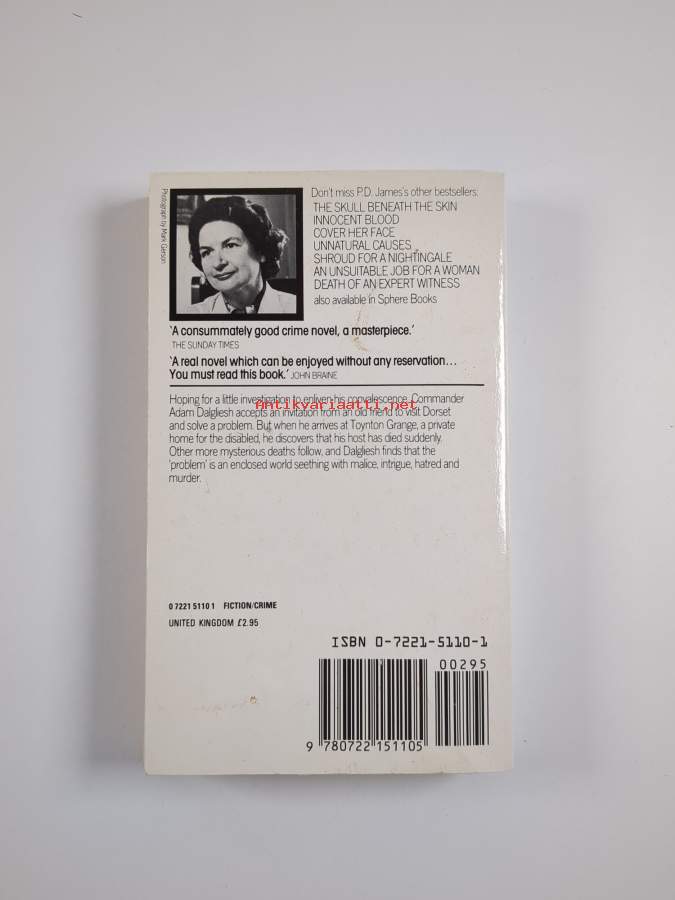 Photograph by Mark Gerson
Don't miss P.D. James's other bestsellers:
THE SKULL BENEATH THE SKIN
INNOCENT BLOOD
COVER HER FACE
UNNATURAL CAUSES
SHROUD FOR A NIGHTINGALE
AN UNSUITABLE JOB FOR A WOMAN
DEATH OF AN EXPERT WITNESS
also available in Sphere Books
'A consummately good crime novel, a masterpiece.'
THE SUNDAY TIMES
'A real novel which can be enjoyed without any reservation...
You must read this book.' JOHN BRAINE
Hoping for a little investigation to enliven his convalescence, Commander
Antikvariaatti.net
Adam Dalgliesh accepts an invitation from an old friend to visit Dorset
and solve a problem. But when he arrives at Toynton Grange, a private
home for the disabled, he discovers that his host has died suddenly.
Other more mysterious deaths follow, and Dalgliesh finds that the
'problem' is an enclosed world seething with malice, intrigue, hatred and
murder.
0 7221 5110 1 FICTION/CRIME
UNITED KINGDOM £2.95
ISBN 0-7221-5110-1
00295
9 780722 151105